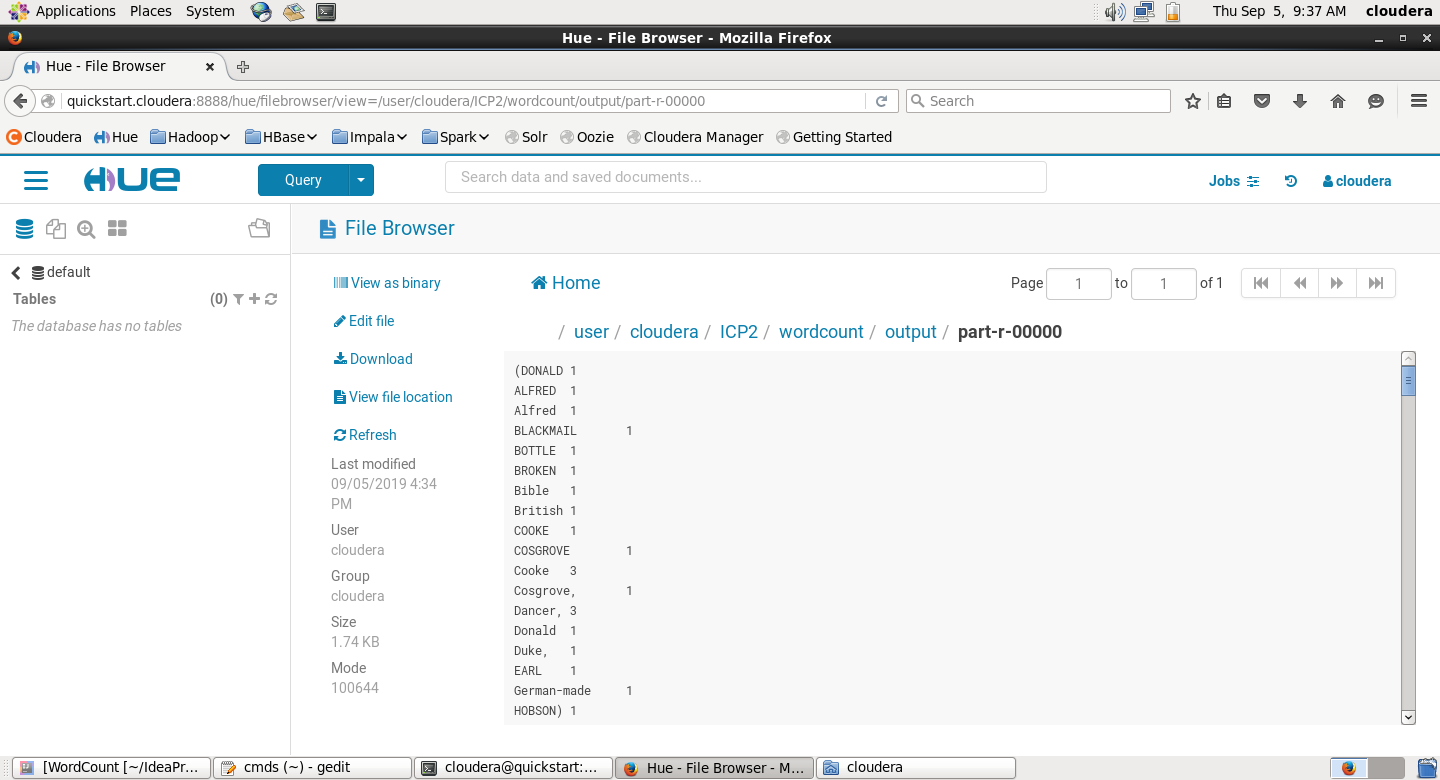 Applications Places System Thu Sep 5, 9:37 AM cloudera
Hue - File Browser - Mozilla Firefox
Hue - File Browser
quickstart.cloudera:8888/hue/filebrowser/view=/user/cloudera/ICP2/wordcount/output/part-r-00000 Search
Cloudera Hue Hadoop HBase Impala Spark Solr Oozie Cloudera Manager Getting Started
HUE Query Search data and saved documents... Jobs cloudera
File Browser
default
Tables (0)
The database has no tables
View as binary
Edit file
Download
View file location
Refresh
Last modified
09/05/2019 4:34
PM
User
cloudera
Group
cloudera
Size
1.74 KB
Mode
100644
Home Page 1 to 1 of 1
/ user / cloudera / ICP2 / wordcount / output / part-r-00000
(DONALD 1
ALFRED 1
Alfred 1
BLACKMAIL 1
BOTTLE 1
BROKEN 1
Bible 1
British 1
COOKE 1
COSGROVE 1
Cooke 3
Cosgrove, 1
Dancer, 3
Donald 1
Duke, 1
EARL 1
German-made 1
HOBSON) 1
[WordCount [~/IdeaPr... cmds (~) - gedit cloudera@quickstart:... Hue - File Browser - M... cloudera